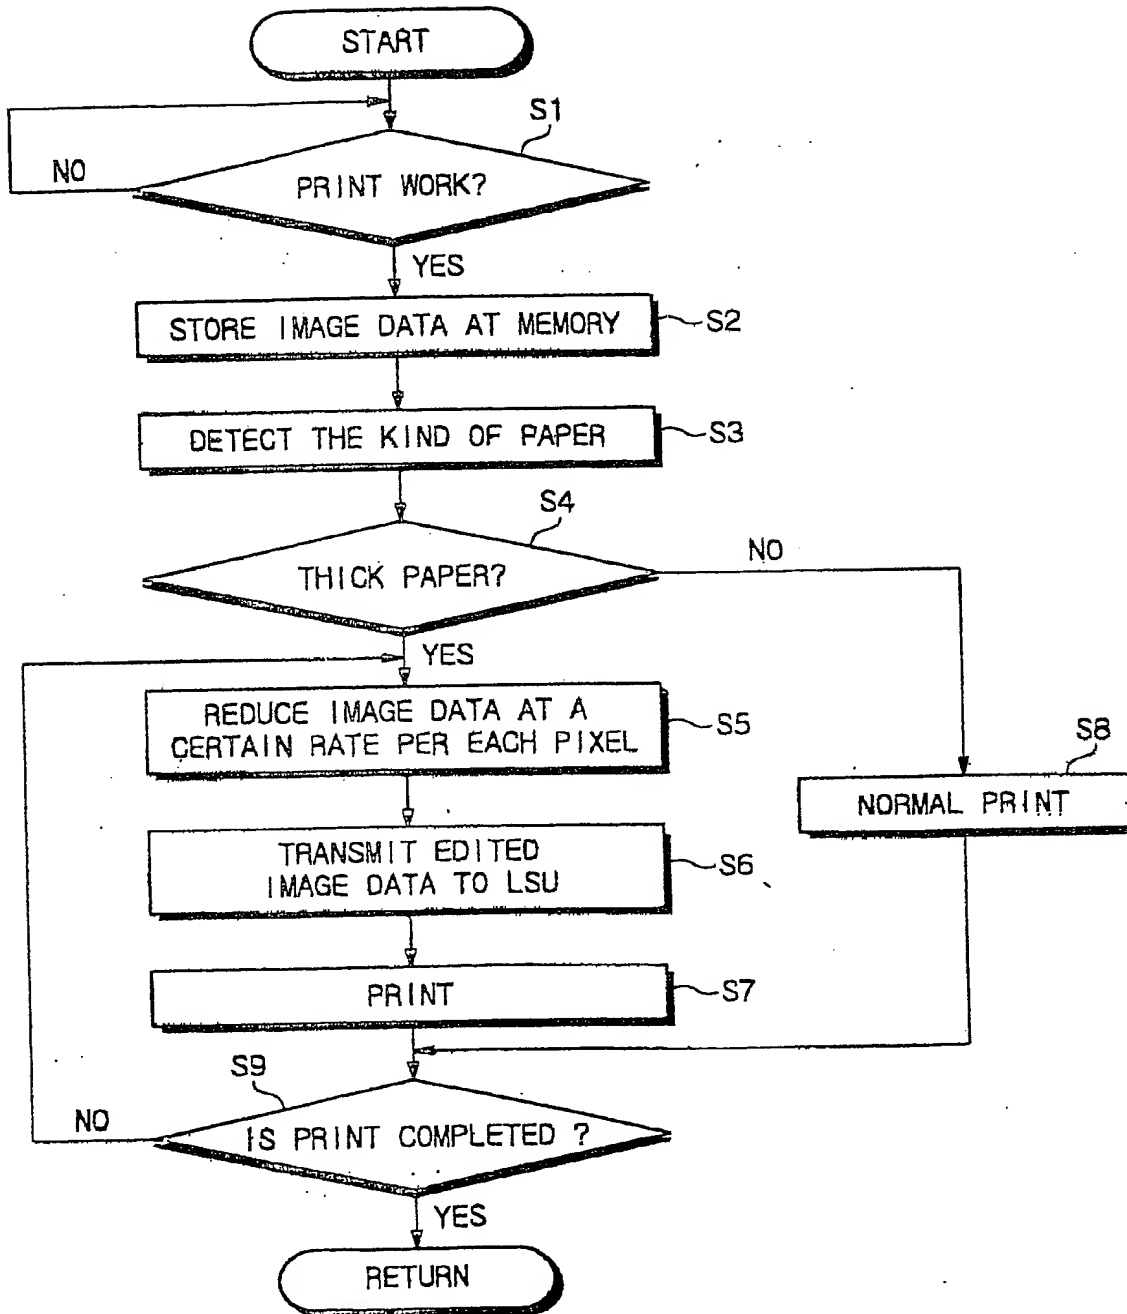 START
S1
NO
PRINT WORK?
YES
STORE IMAGE DATA AT MEMORY
S2
DETECT THE KIND OF PAPER
S3
S4
NO
THICK PAPER?
YES
REDUCE IMAGE DATA AT A
CERTAIN RATE PER EACH PIXEL
S5
S8
NORMAL PRINT
TRANSMIT EDITED
IMAGE DATA TO LSU
S6
PRINT
S7
S9
NO
IS PRINT COMPLETED ?
YES
RETURN